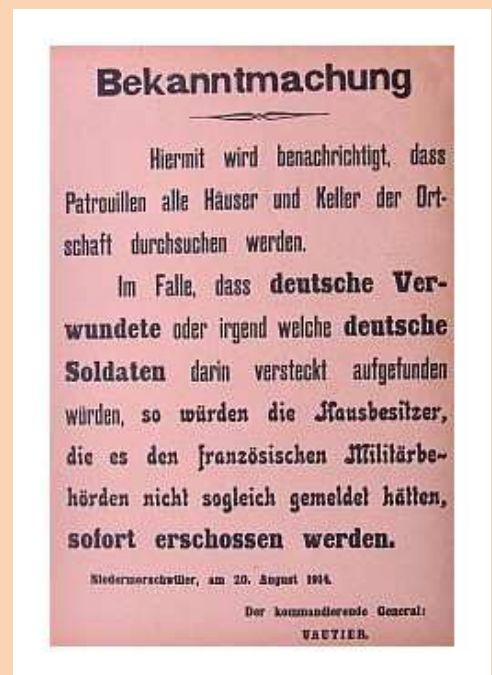 Bekanntmachung
Hiermit wird benachrichtigt, dass
Patrouillen alle Häuser und Keller der Ort-
schaft durchsuchen werden.
Im Falle, dass deutsche Ver-
wundete oder irgend welche deutsche
Soldaten darin versteckt aufgefunden
würden, so würden die Hausbesitzer,
die es den französischen Militärbe-
hörden nicht sogleich gemeldet hätten,
sofort erschossen werden.
Niedermorschwiller, am 20. August 1914.
Der kommandierende General:
VAUTIER.